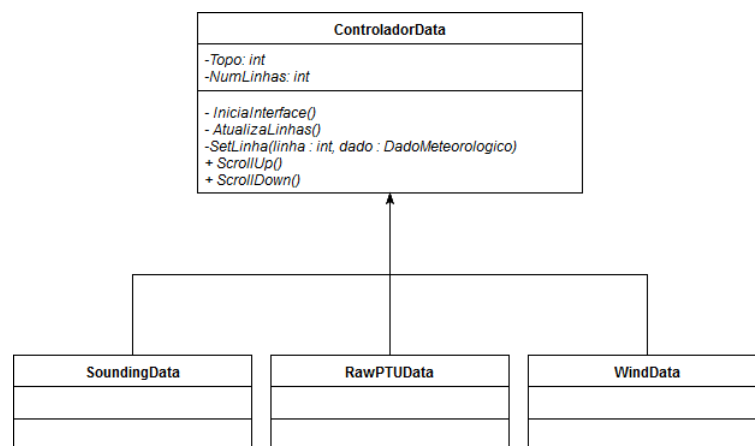 ControladorData
-Topo: int
-NumLinhas: int
- IniciaInterface()
- AtualizaLinhas()
-SetLinha(linha : int, dado : DadoMeteorologico)
+ ScrollUp()
+ ScrollDown()
SoundingData
RawPTUData
WindData